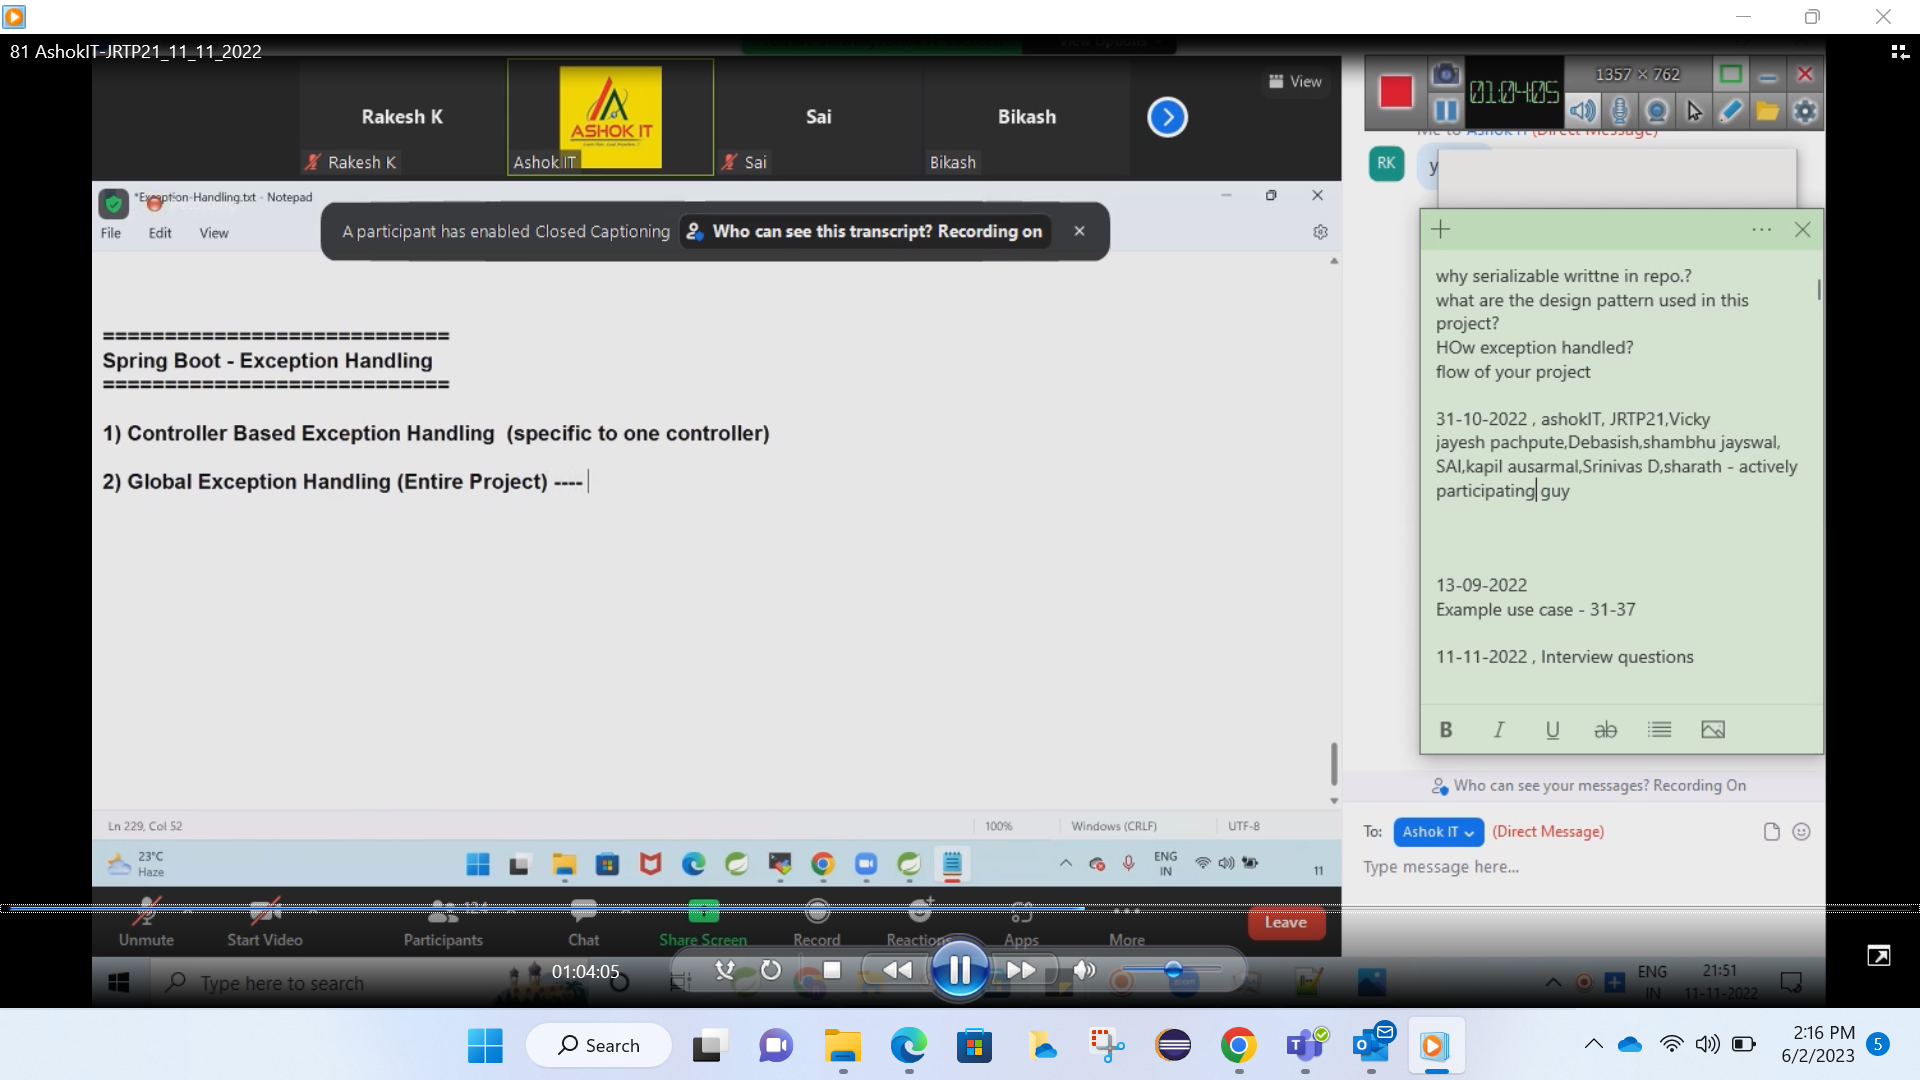 81 AshokIT-JRTP21_11_11_2022
Rakesh K
Rakesh K
ASHOK IT
Ashok IT
Sai
Sai
Bikash
Bikash
View
01:04:05
1357 × 762
*Exception-Handling.txt - Notepad
File Edit View
A participant has enabled Closed Captioning Who can see this transcript? Recording on
===========================
Spring Boot - Exception Handling
===========================
1) Controller Based Exception Handling (specific to one controller)
2) Global Exception Handling (Entire Project) ----
Ln 229, Col 52 100% Windows (CRLF) UTF-8
23°C
Haze
ENG
IN
11
Me to Ashok IT (Direct Message)
RK
y
why serializable writtne in repo.?
what are the design pattern used in this
project?
HOw exception handled?
flow of your project
31-10-2022 , ashokIT, JRTP21,Vicky
jayesh pachpute,Debasish,shambhu jayswal,
SAI,kapil ausarmal,Srinivas D,sharath - actively
participating guy
13-09-2022
Example use case - 31-37
11-11-2022 , Interview questions
B I U ab
Who can see your messages? Recording On
To: Ashok IT (Direct Message)
Type message here...
Unmute Start Video Participants Chat Share Screen Record Reactions Apps More Leave
01:04:05
Type here to search
ENG
IN
21:51
11-11-2022
Search
2:16 PM
6/2/2023
5